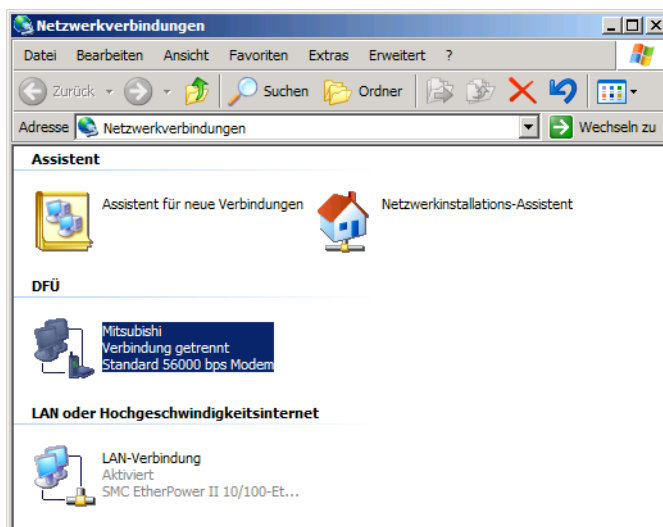 Netzwerkverbindungen
Datei Bearbeiten Ansicht Favoriten Extras Erweitert ?
Zurück Suchen Ordner
Adresse Netzwerkverbindungen Wechseln zu
Assistent
Assistent für neue Verbindungen Netzwerkinstallations-Assistent
DFÜ
Mitsubishi
Verbindung getrennt
Standard 56000 bps Modem
LAN oder Hochgeschwindigkeitsinternet
LAN-Verbindung
Aktiviert
SMC EtherPower II 10/100-Et...